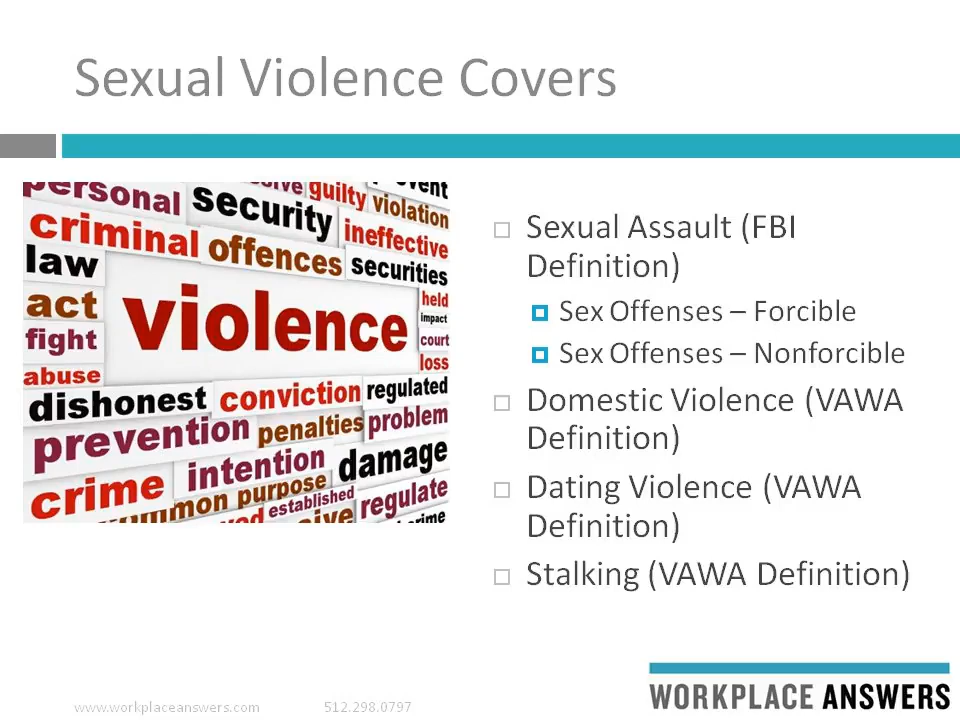 Sexual Violence Covers
personal
security
guilty
violation
criminal
offences
ineffective
law
securities
act
violence
held
impact
fight
court
loss
abuse
dishonest
conviction
regulated
prevention
penalties
problem
crime
intention
damage
purpose
established
regulate
crime
Sexual Assault (FBI
Definition)
Sex Offenses – Forcible
Sex Offenses – Nonforcible
Domestic Violence (VAWA
Definition)
Dating Violence (VAWA
Definition)
Stalking (VAWA Definition)
www.workplaceanswers.com
512.298.0797
WORKPLACE ANSWERS